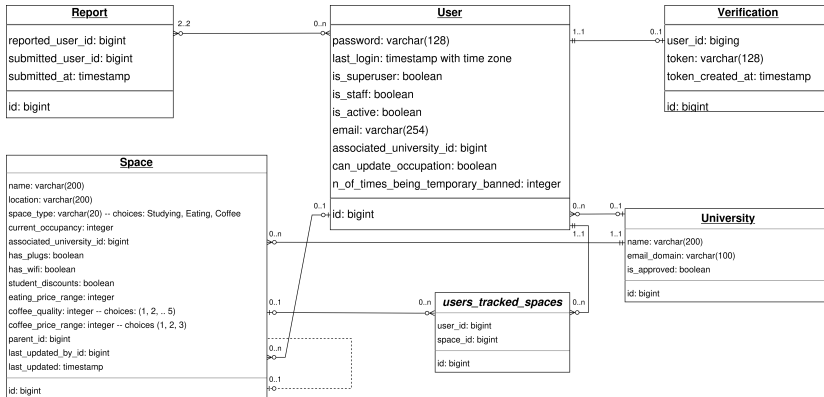 Report
reported_user_id: bigint
submitted_user_id: bigint
submitted_at: timestamp
id: bigint
2..2
0..n
User
password: varchar(128)
last_login: timestamp with time zone
is_superuser: boolean
is_staff: boolean
is_active: boolean
email: varchar(254)
associated_university_id: bigint
can_update_occupation: boolean
n_of_times_being_temporary_banned: integer
id: bigint
1..1
0..1
Verification
user_id: biging
token: varchar(128)
token_created_at: timestamp
id: bigint
Space
name: varchar(200)
location: varchar(200)
space_type: varchar(20) -- choices: Studying, Eating, Coffee
current_occupancy: integer
associated_university_id: bigint
has_plugs: boolean
has_wifi: boolean
student_discounts: boolean
eating_price_range: integer
coffee_quality: integer -- choices: (1, 2, .. 5)
coffee_price_range: integer -- choices (1, 2, 3)
parent_id: bigint
last_updated_by_id: bigint
last_updated: timestamp
id: bigint
0..1
0..n
0..1
0..n
1..1
0..n
0..1
1..1
University
name: varchar(200)
email_domain: varchar(100)
is_approved: boolean
id: bigint
0..1
0..n
users_tracked_spaces
user_id: bigint
space_id: bigint
id: bigint
0..n
0..n